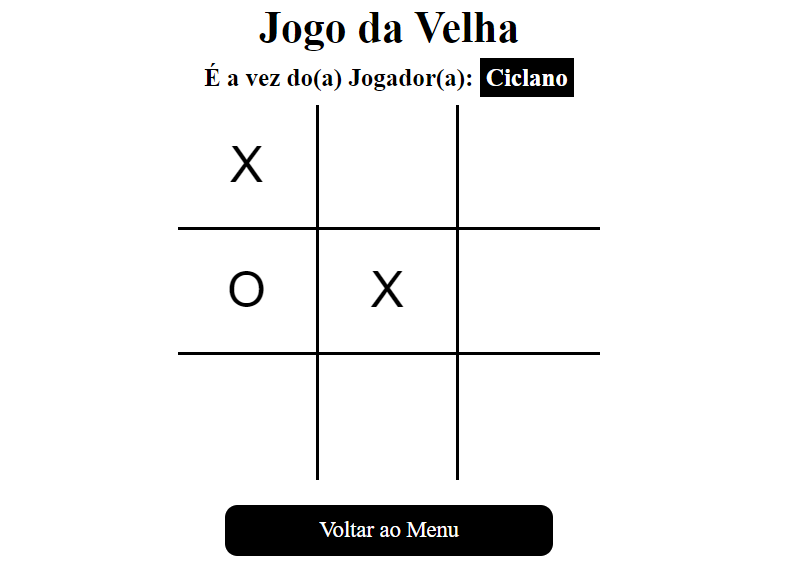 Jogo da Velha
É a vez do(a) Jogador(a): Ciclano
X
O X
Voltar ao Menu